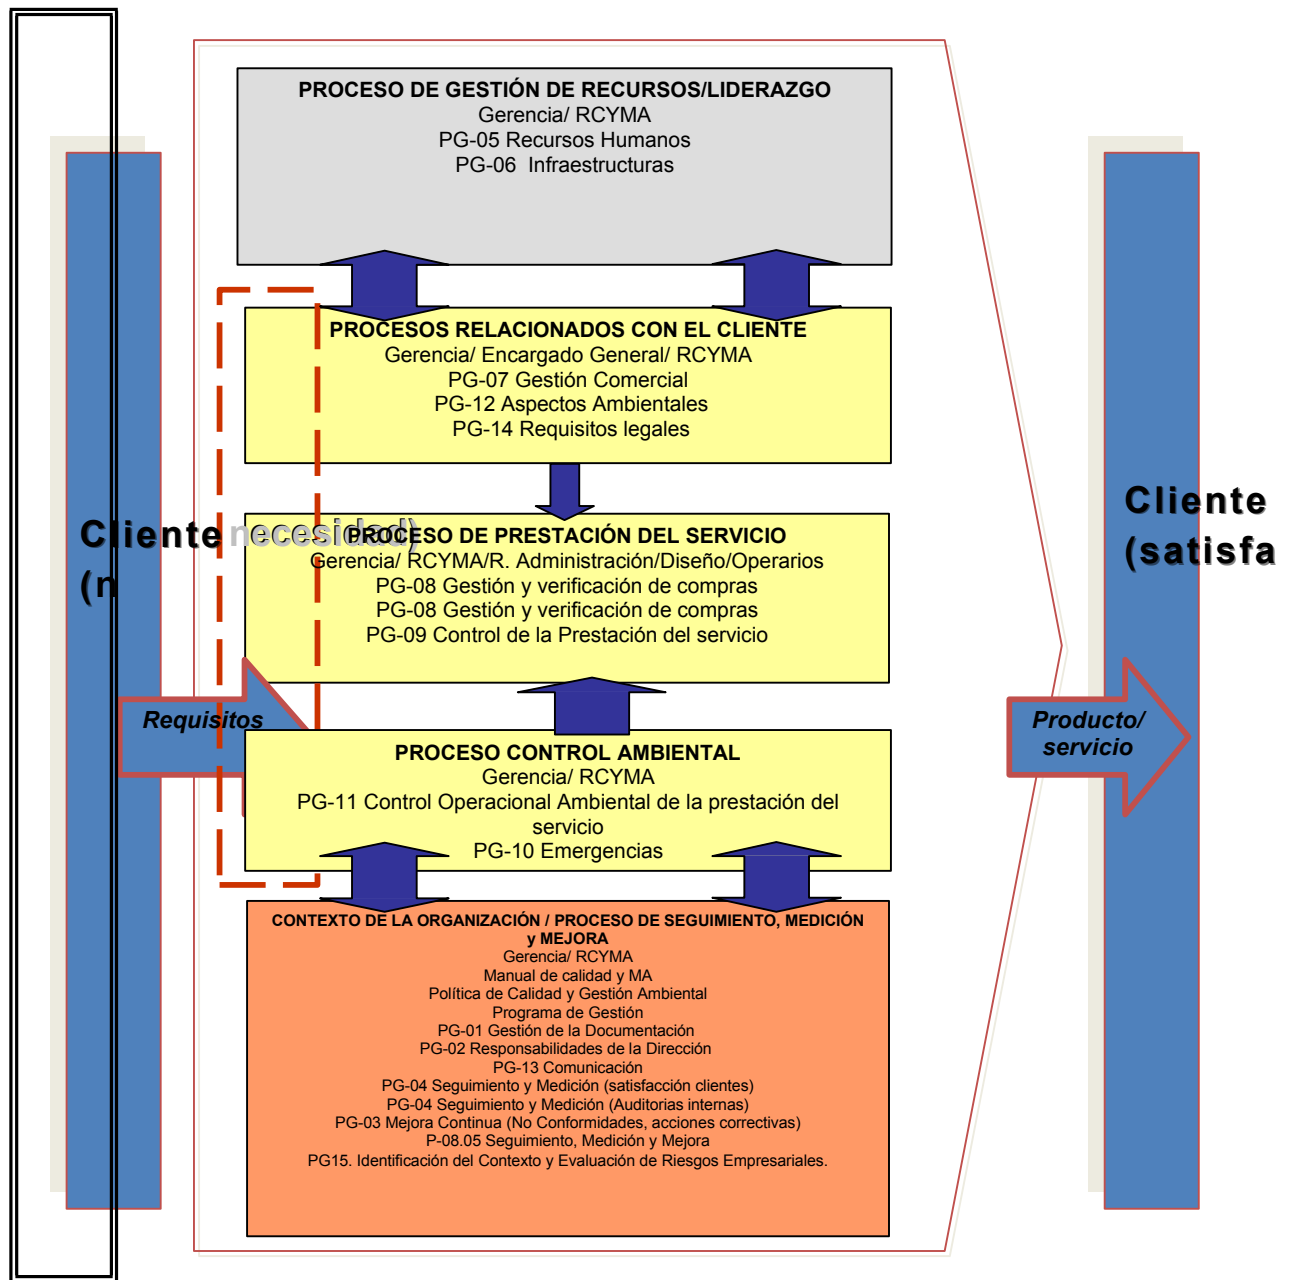 PROCESO DE GESTIÓN DE RECURSOS/LIDERAZGO
Gerencia/ RCYMA
PG-05 Recursos Humanos
PG-06 Infraestructuras
PROCESOS RELACIONADOS CON EL CLIENTE
Gerencia/ Encargado General/ RCYMA
PG-07 Gestión Comercial
PG-12 Aspectos Ambientales
PG-14 Requisitos legales
Cliente
(n
necesidad)
PROCESO DE PRESTACIÓN DEL SERVICIO
Gerencia/ RCYMA/R. Administración/Diseño/Operarios
PG-08 Gestión y verificación de compras
PG-08 Gestión y verificación de compras
PG-09 Control de la Prestación del servicio
Cliente
(satisfa
Requisitos
Producto/
servicio
PROCESO CONTROL AMBIENTAL
Gerencia/ RCYMA
PG-11 Control Operacional Ambiental de la prestación del
servicio
PG-10 Emergencias
CONTEXTO DE LA ORGANIZACIÓN / PROCESO DE SEGUIMIENTO, MEDICIÓN
y MEJORA
Gerencia/ RCYMA
Manual de calidad y MA
Política de Calidad y Gestión Ambiental
Programa de Gestión
PG-01 Gestión de la Documentación
PG-02 Responsabilidades de la Dirección
PG-13 Comunicación
PG-04 Seguimiento y Medición (satisfacción clientes)
PG-04 Seguimiento y Medición (Auditorias internas)
PG-03 Mejora Continua (No Conformidades, acciones correctivas)
P-08.05 Seguimiento, Medición y Mejora
PG15. Identificación del Contexto y Evaluación de Riesgos Empresariales.